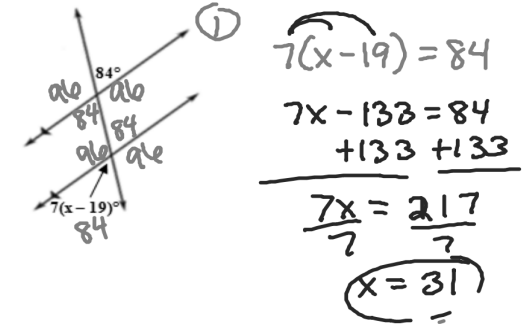 1
84°
96 96
84
84
96 96
7(x – 19)°
84
7(x – 19) = 84
7x – 133 = 84
+133 +133
7x = 217
7 7
x = 31